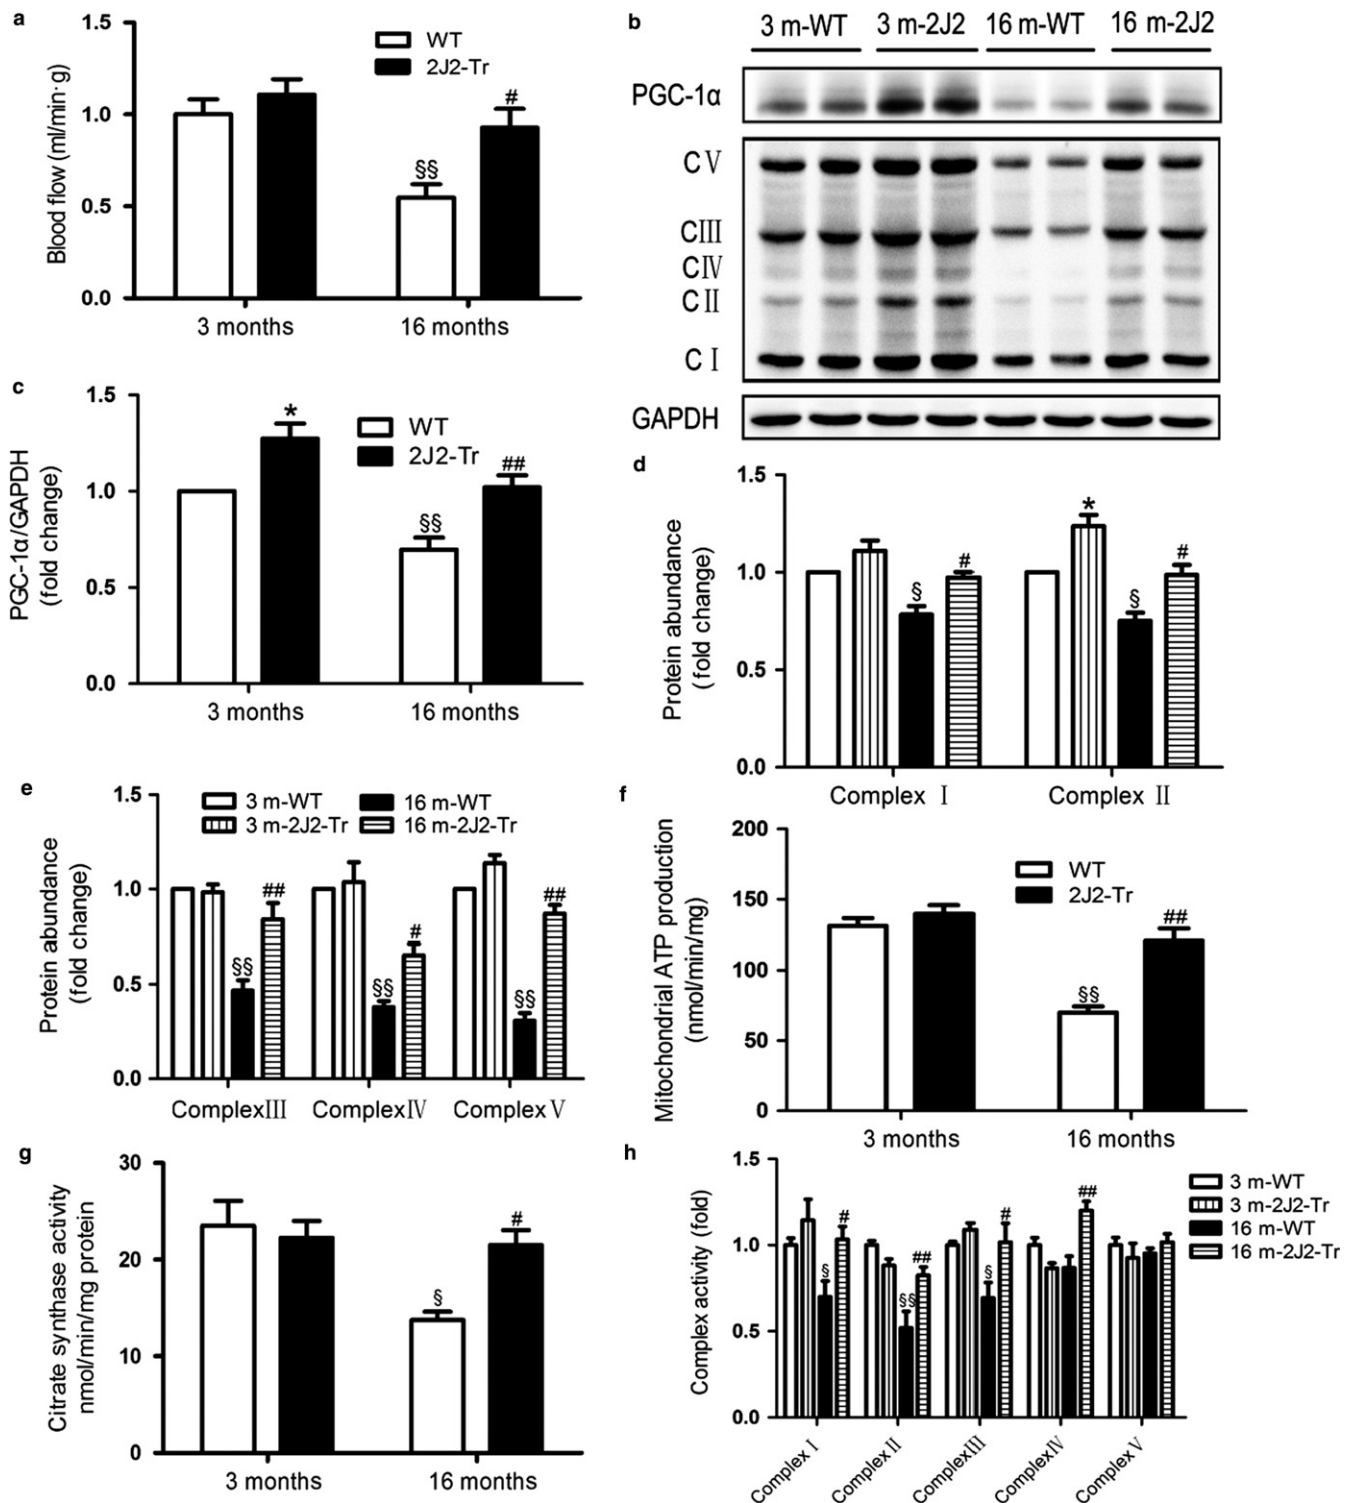 a
1.5
1.0
0.5
0.0
Blood flow (ml/min·g)
WT
2J2-Tr
§§
#
3 months
16 months
b
3 m-WT 3 m-2J2 16 m-WT 16 m-2J2
PGC-1α
CⅤ
CⅢ
CⅣ
CⅡ
CⅠ
GAPDH
c
1.5
1.0
0.5
0.0
PGC-1α/GAPDH
(fold change)
WT
2J2-Tr
*
§§
##
3 months
16 months
d
1.5
1.0
0.5
0.0
Protein abundance
(fold change)
§
#
*
§
#
Complex Ⅰ
Complex Ⅱ
e
1.5
1.0
0.5
0.0
Protein abundance
(fold change)
3 m-WT
3 m-2J2-Tr
16 m-WT
16 m-2J2-Tr
§§
##
§§
#
§§
##
ComplexⅢ
ComplexⅣ
ComplexⅤ
f
200
150
100
50
0
Mitochondrial ATP production
(nmol/min/mg)
WT
2J2-Tr
§§
##
3 months
16 months
g
30
20
10
0
Citrate synthase activity
nmol/min/mg protein
§
#
3 months
16 months
h
1.5
1.0
0.5
0.0
Complex activity (fold)
3 m-WT
3 m-2J2-Tr
16 m-WT
16 m-2J2-Tr
§
#
§§
##
§
#
##
Complex Ⅰ
Complex Ⅱ
ComplexⅢ
ComplexⅣ
Complex Ⅴ